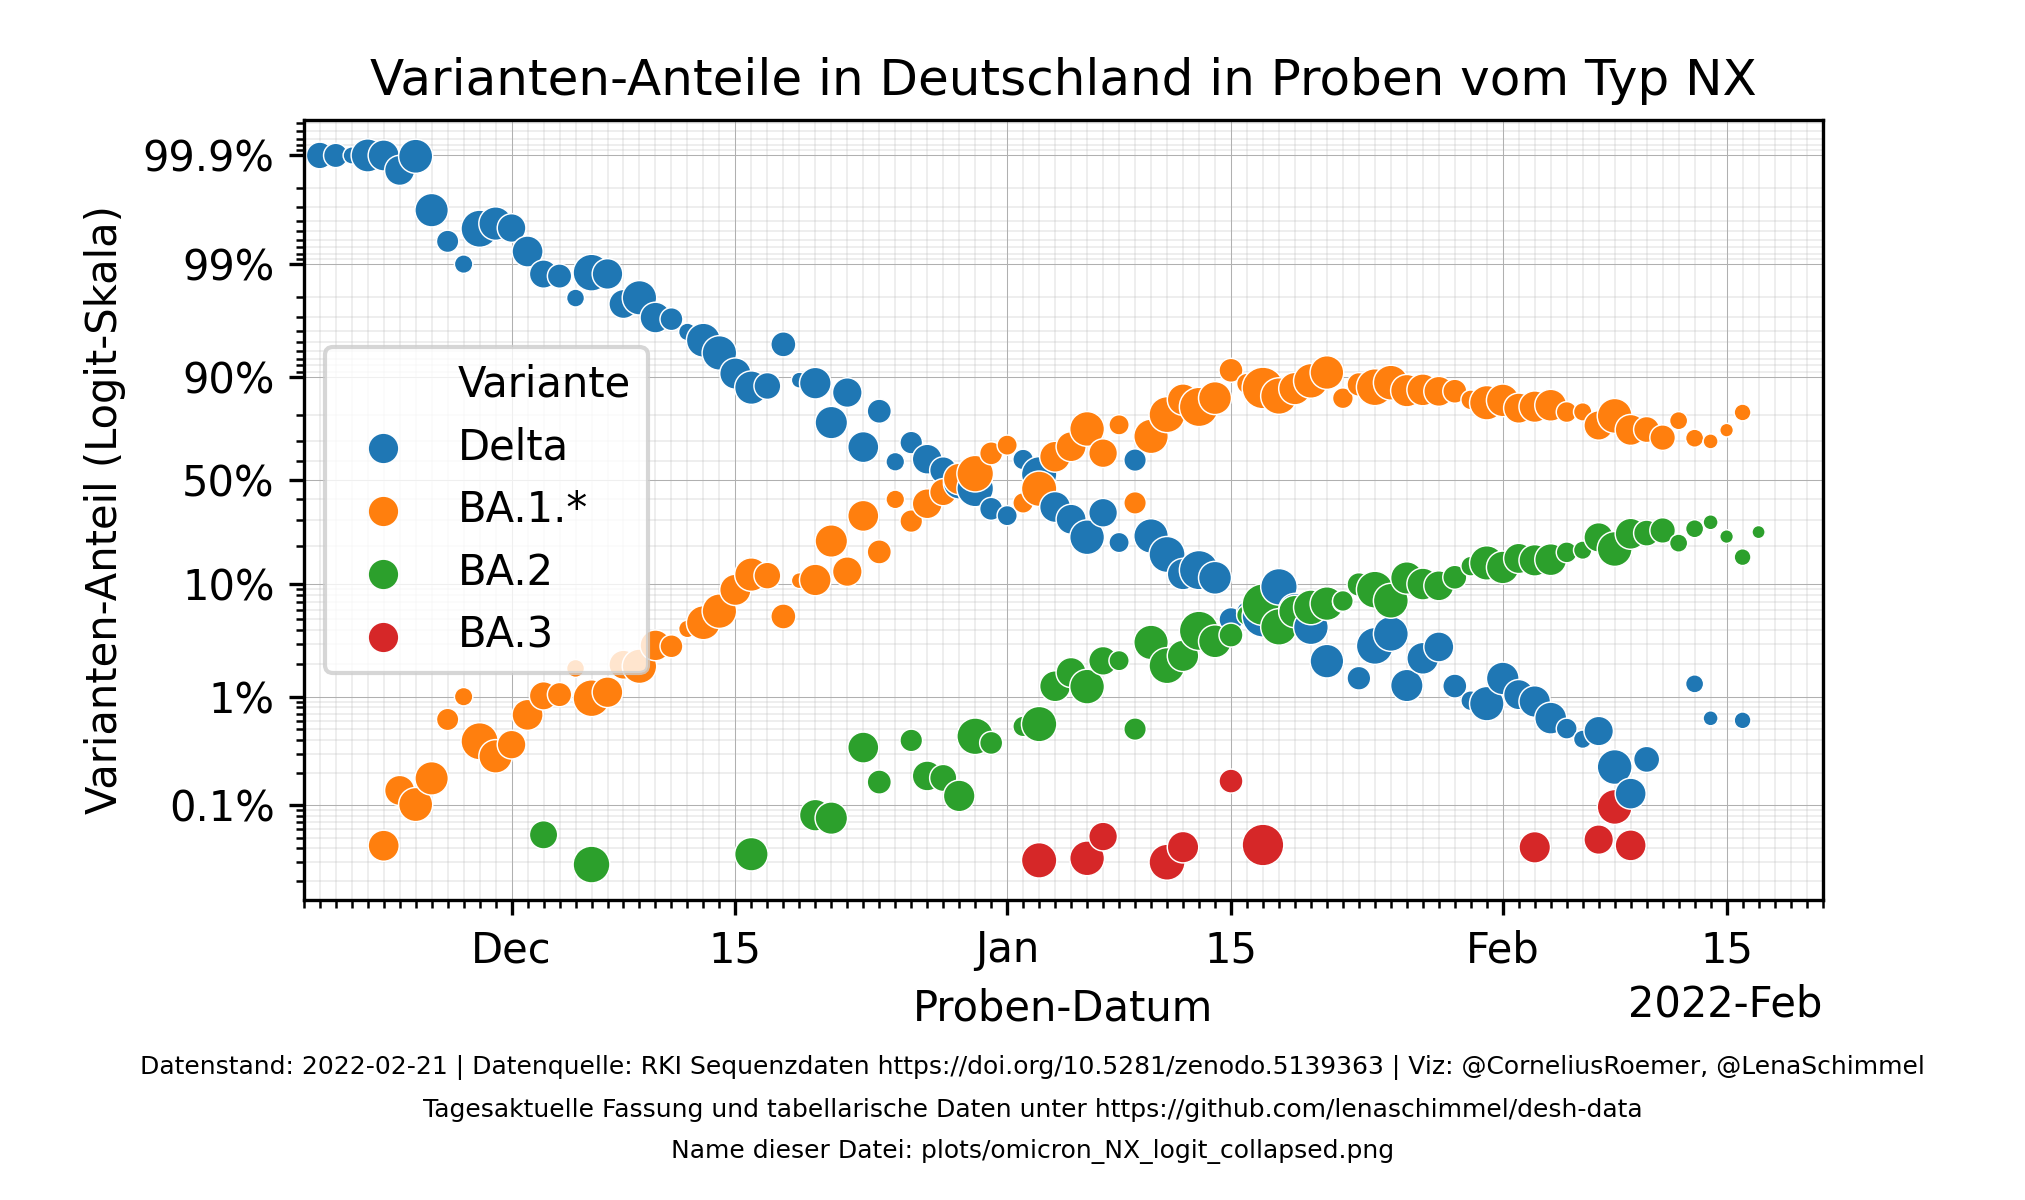 Varianten-Anteile in Deutschland in Proben vom Typ NX
Varianten-Anteil (Logit-Skala)
99.9%
99%
90%
50%
10%
1%
0.1%
Variante
Delta
BA.1.*
BA.2
BA.3
Dec 15 Jan 15 Feb 15
Proben-Datum
2022-Feb
Datenstand: 2022-02-21 | Datenquelle: RKI Sequenzdaten https://doi.org/10.5281/zenodo.5139363 | Viz: @CorneliusRoemer, @LenaSchimmel
Tagesaktuelle Fassung und tabellarische Daten unter https://github.com/lenaschimmel/desh-data
Name dieser Datei: plots/omicron_NX_logit_collapsed.png